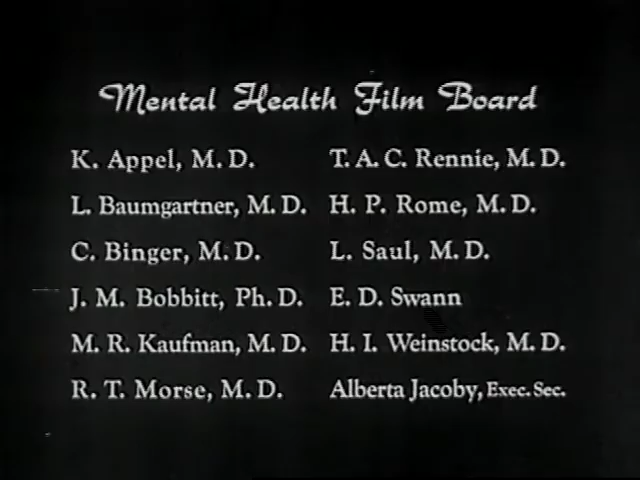 Mental Health Film Board
K. Appel, M. D.
L. Baumgartner, M. D.
C. Binger, M. D.
J. M. Bobbitt, Ph. D.
M. R. Kaufman, M. D.
R. T. Morse, M. D.
T. A. C. Rennie, M. D.
H. P. Rome, M. D.
L. Saul, M. D.
E. D. Swann
H. I. Weinstock, M. D.
Alberta Jacoby, Exec. Sec.